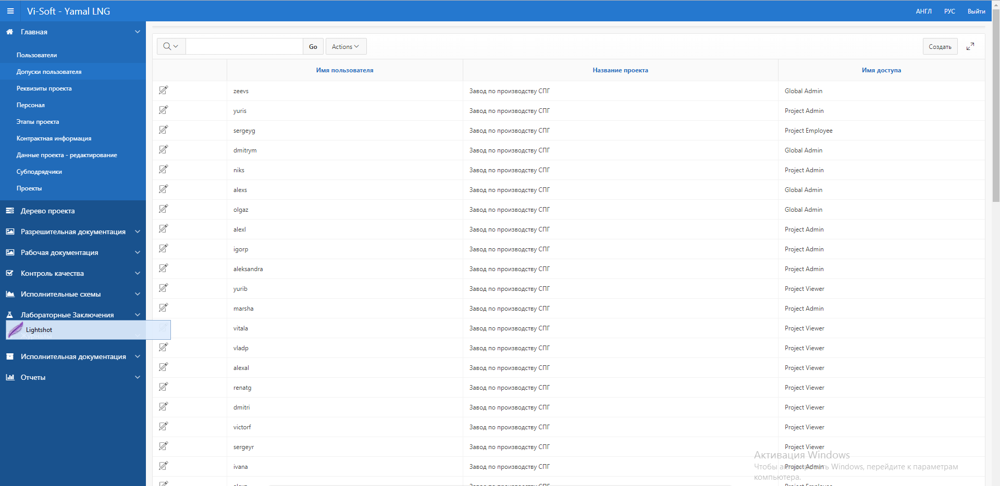 Vi-Soft - Yamal LNG
АНГЛ РУС Выйти
Главная
Пользователи
Допуски пользователя
Реквизиты проекта
Персонал
Этапы проекта
Контрактная информация
Данные проекта - редактирование
Субподрядчики
Проекты
Дерево проекта
Разрешительная документация
Рабочая документация
Контроль качества
Исполнительные схемы
Лабораторные Заключения
Lightshot
Журналы
Исполнительная документация
Отчеты
Go Actions Создать
Имя пользователя Название проекта Имя доступа
zeevs Завод по производству СПГ Global Admin
yuris Завод по производству СПГ Project Admin
sergeyg Завод по производству СПГ Project Employee
dmitrym Завод по производству СПГ Global Admin
niks Завод по производству СПГ Project Admin
alexs Завод по производству СПГ Global Admin
olgaz Завод по производству СПГ Global Admin
alexl Завод по производству СПГ Project Admin
igorp Завод по производству СПГ Project Admin
aleksandra Завод по производству СПГ Project Admin
yurib Завод по производству СПГ Project Viewer
marsha Завод по производству СПГ Project Admin
vitala Завод по производству СПГ Project Viewer
vladp Завод по производству СПГ Project Viewer
alexal Завод по производству СПГ Project Viewer
renatg Завод по производству СПГ Project Viewer
dmitri Завод по производству СПГ Project Viewer
victorf Завод по производству СПГ Project Viewer
sergeyr Завод по производству СПГ Project Viewer
ivana Завод по производству СПГ Project Admin
Завод по производству СПГ Project Employee
Активация Windows
Чтобы активировать Windows, перейдите к параметрам
компьютера.